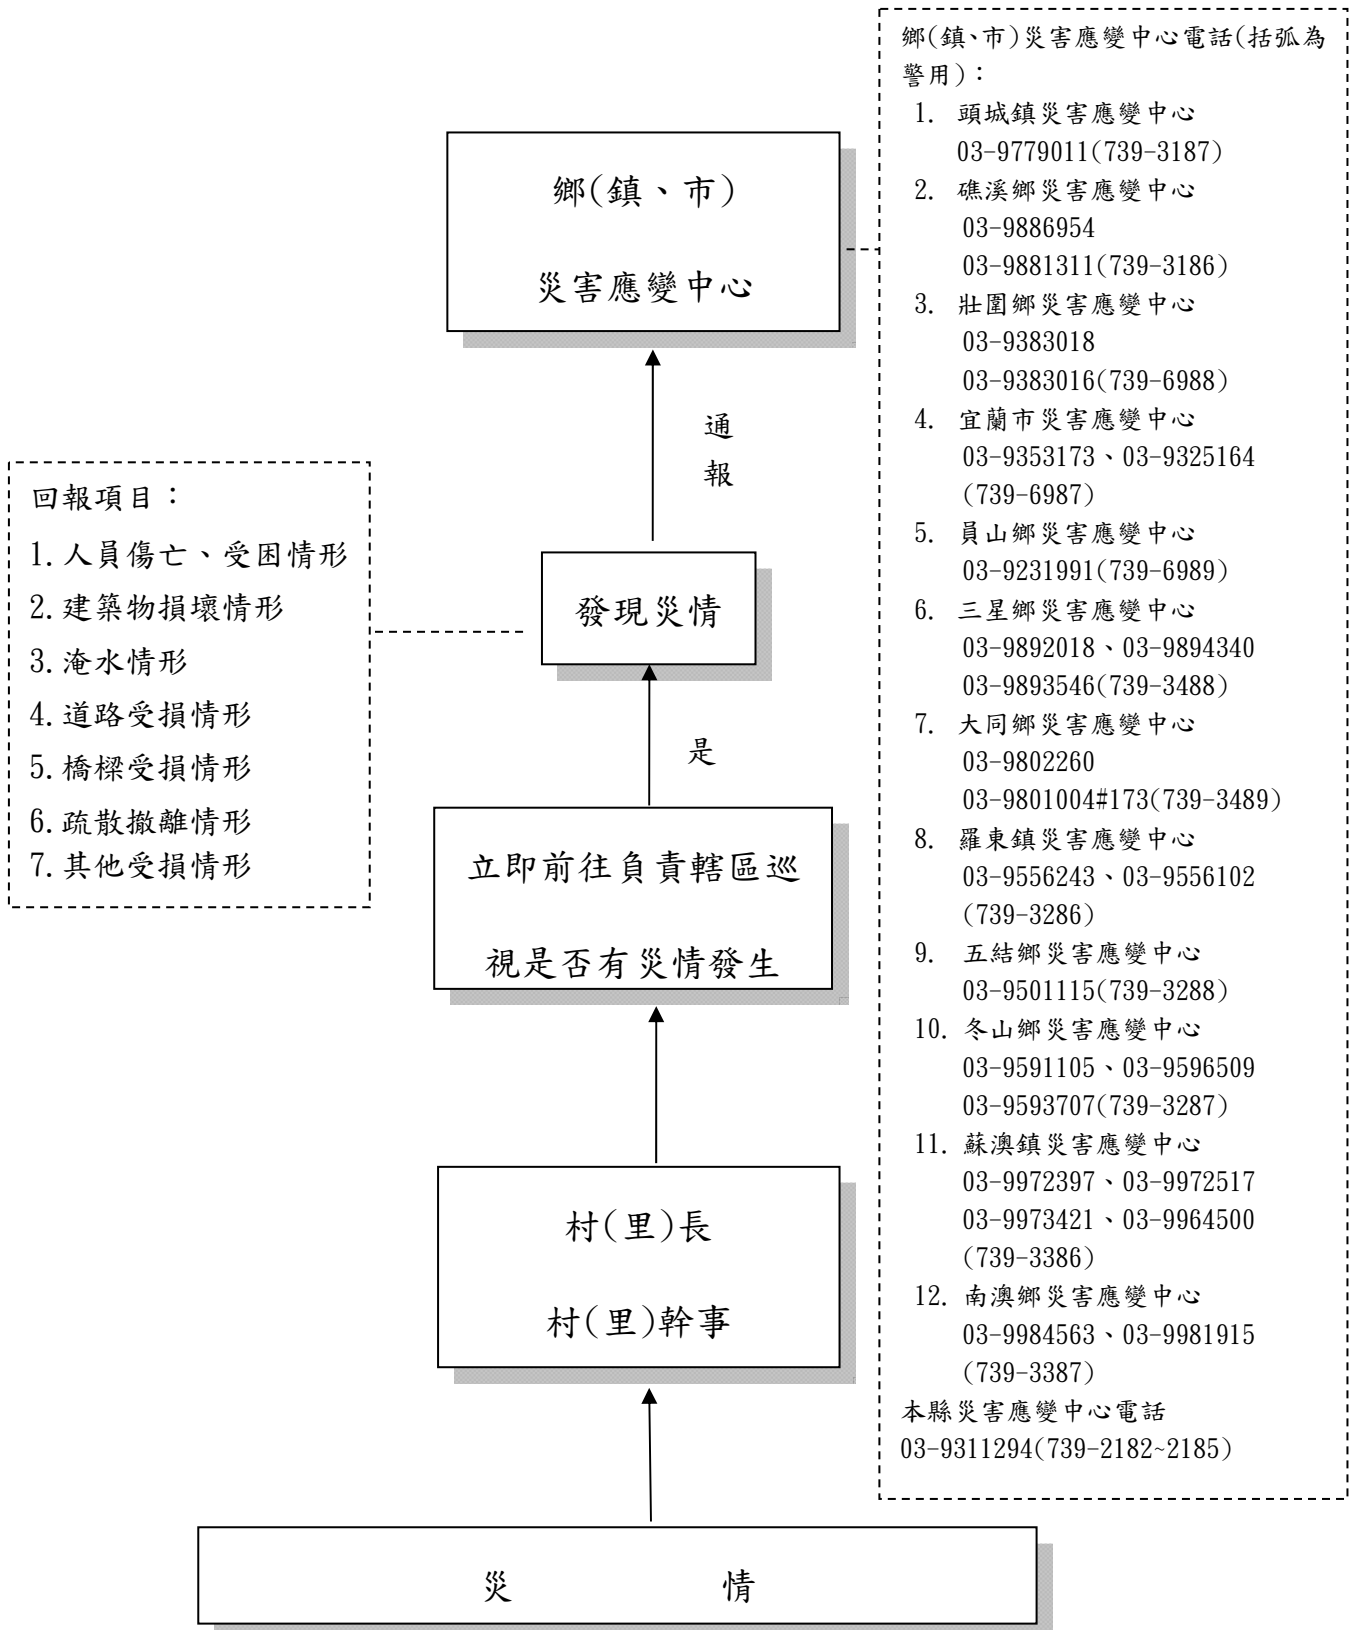 鄉(鎮、市)災害應變中心電話(括弧為
警用)：
1. 頭城鎮災害應變中心
03-9779011(739-3187)
2. 礁溪鄉災害應變中心
03-9886954
03-9881311(739-3186)
3. 壯圍鄉災害應變中心
03-9383018
03-9383016(739-6988)
4. 宜蘭市災害應變中心
03-9353173、03-9325164
(739-6987)
5. 員山鄉災害應變中心
03-9231991(739-6989)
6. 三星鄉災害應變中心
03-9892018、03-9894340
03-9893546(739-3488)
7. 大同鄉災害應變中心
03-9802260
03-9801004#173(739-3489)
8. 羅東鎮災害應變中心
03-9556243、03-9556102
(739-3286)
9. 五結鄉災害應變中心
03-9501115(739-3288)
10. 冬山鄉災害應變中心
03-9591105、03-9596509
03-9593707(739-3287)
11. 蘇澳鎮災害應變中心
03-9972397、03-9972517
03-9973421、03-9964500
(739-3386)
12. 南澳鄉災害應變中心
03-9984563、03-9981915
(739-3387)
本縣災害應變中心電話
03-9311294(739-2182~2185)
鄉(鎮、市)
災害應變中心
通
報
回報項目：
1.人員傷亡、受困情形
2.建築物損壞情形
3.淹水情形
4.道路受損情形
5.橋樑受損情形
6.疏散撤離情形
7.其他受損情形
發現災情
是
立即前往負責轄區巡
視是否有災情發生
村(里)長
村(里)幹事
災 情